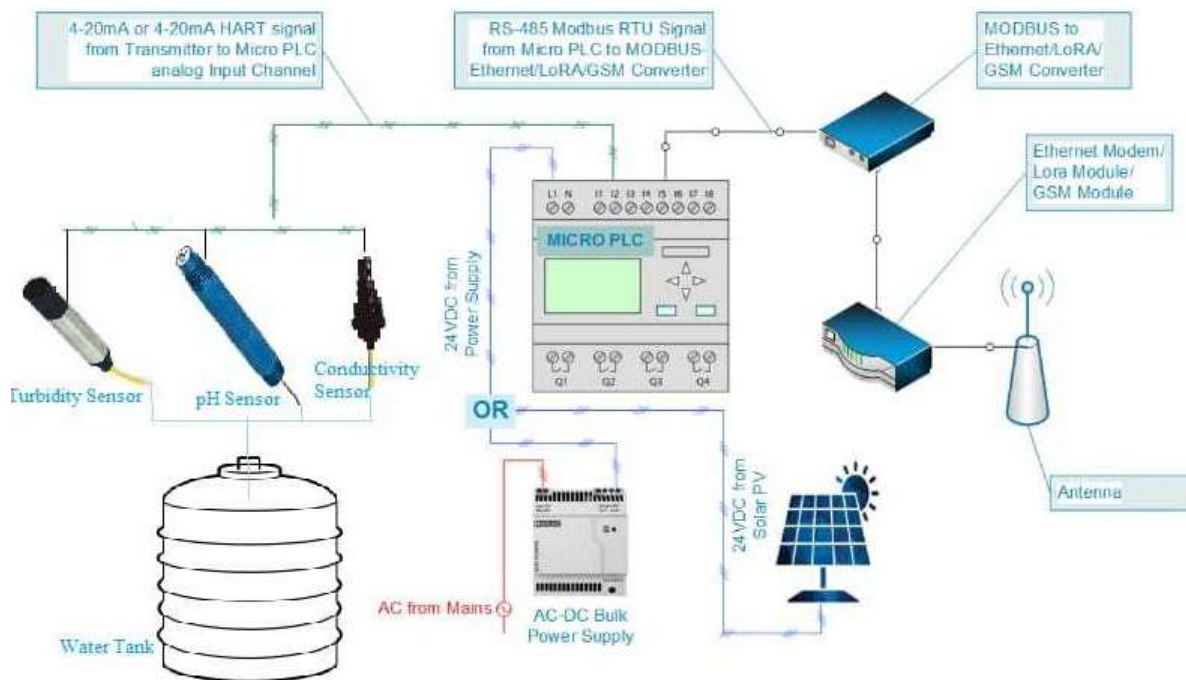 4-20mA or 4-20mA HART signal
from Transmitter to Micro PLC
analog Input Channel
RS-485 Modbus RTU Signal
from Micro PLC to MODBUS-
Ethernet/LoRA/GSM Converter
MODBUS to
Ethernet/LoRA/
GSM Converter
Ethernet Modem/
Lora Module/
GSM Module
L1 N I1 I2 I3 I4 I5 I6 I7 I8
MICRO PLC
Q1 Q2 Q3 Q4
24VDC from
Power Supply
Turbidity Sensor
pH Sensor
Conductivity
Sensor
OR
24VDC from
Solar PV
Antenna
AC from Mains
AC-DC Bulk
Power Supply
Water Tank